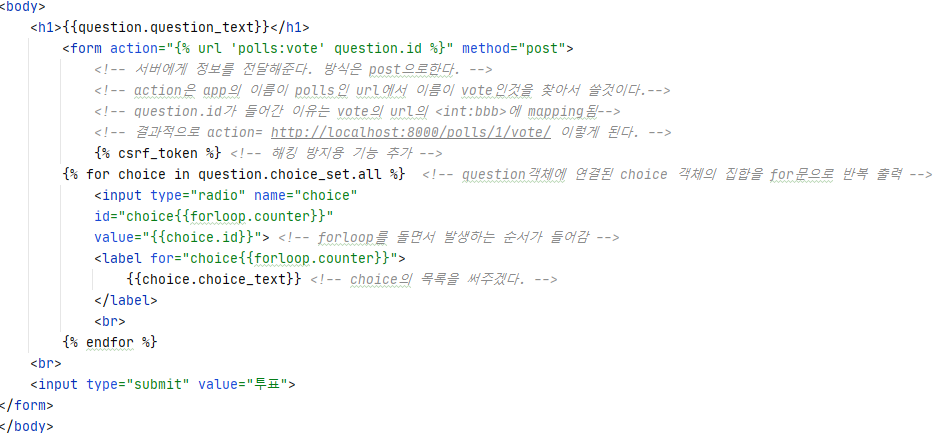 <body>
<h1>{{question.question_text}}</h1>
<form action="{% url 'polls:vote' question.id %}" method="post">
<!-- 서버에게 정보를 전달해준다. 방식은 post으로한다. -->
<!-- action은 app의 이름이 polls인 url에서 이름이 vote인것을 찾아서 쓸것이다.-->
<!-- question.id가 들어간 이유는 vote의 url의 <int:bbb>에 mapping됨-->
<!-- 결과적으로 action= http://localhost:8000/polls/1/vote/ 이렇게 된다. -->
{% csrf_token %} <!-- 해킹 방지용 기능 추가 -->
{% for choice in question.choice_set.all %} <!-- question객체에 연결된 choice 객체의 집합을 for문으로 반복 출력 -->
<input type="radio" name="choice"
id="choice{{forloop.counter}}"
value="{{choice.id}}"> <!-- forloop를 돌면서 발생하는 순서가 들어감 -->
<label for="choice{{forloop.counter}}">
{{choice.choice_text}} <!-- choice의 목록을 써주겠다. -->
</label>
<br>
{% endfor %}
<br>
<input type="submit" value="투표">
</form>
</body>